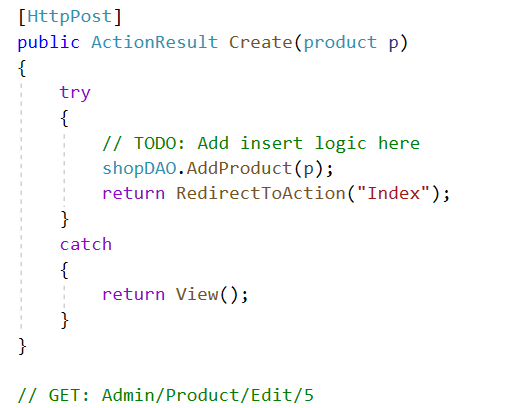 [HttpPost]
public ActionResult Create(product p)
{
    try
    {
        // TODO: Add insert logic here
        shopDAO.AddProduct(p);
        return RedirectToAction("Index");
    }
    catch
    {
        return View();
    }
}

// GET: Admin/Product/Edit/5